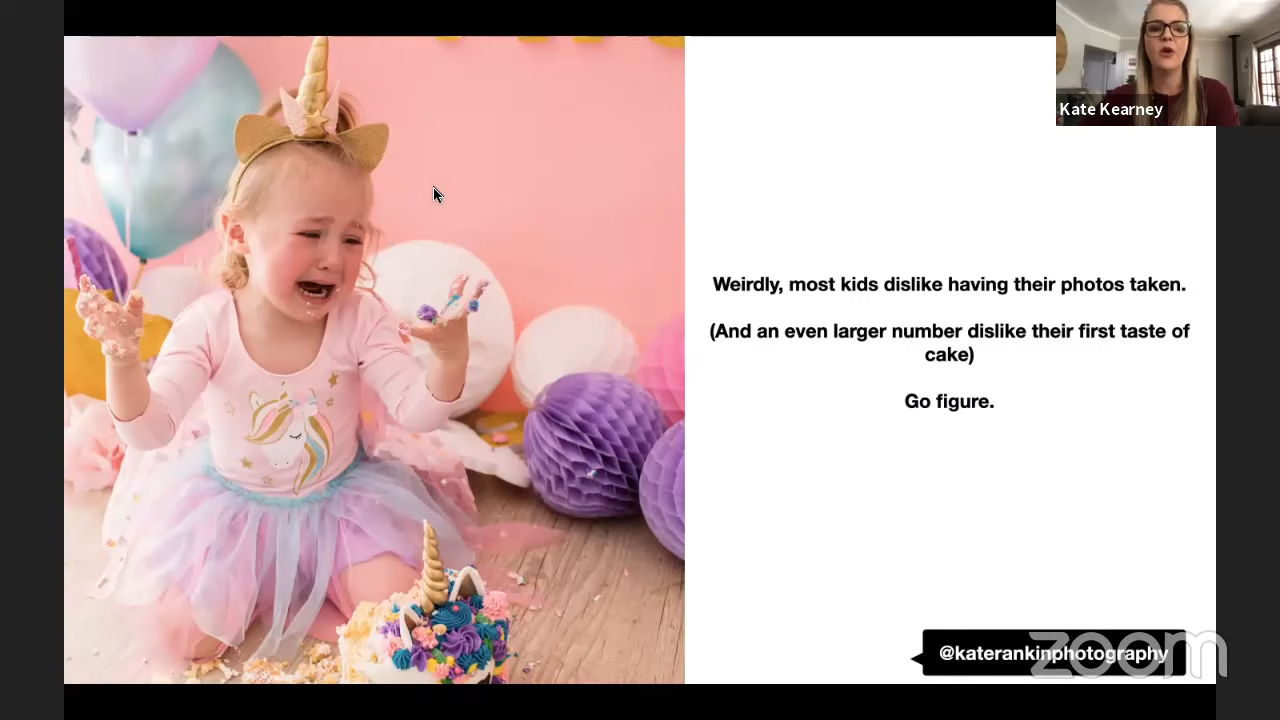 Kate Kearney
Weirdly, most kids dislike having their photos taken.
(And an even larger number dislike their first taste of
cake)
Go figure.
@katerankinphotography
zoom